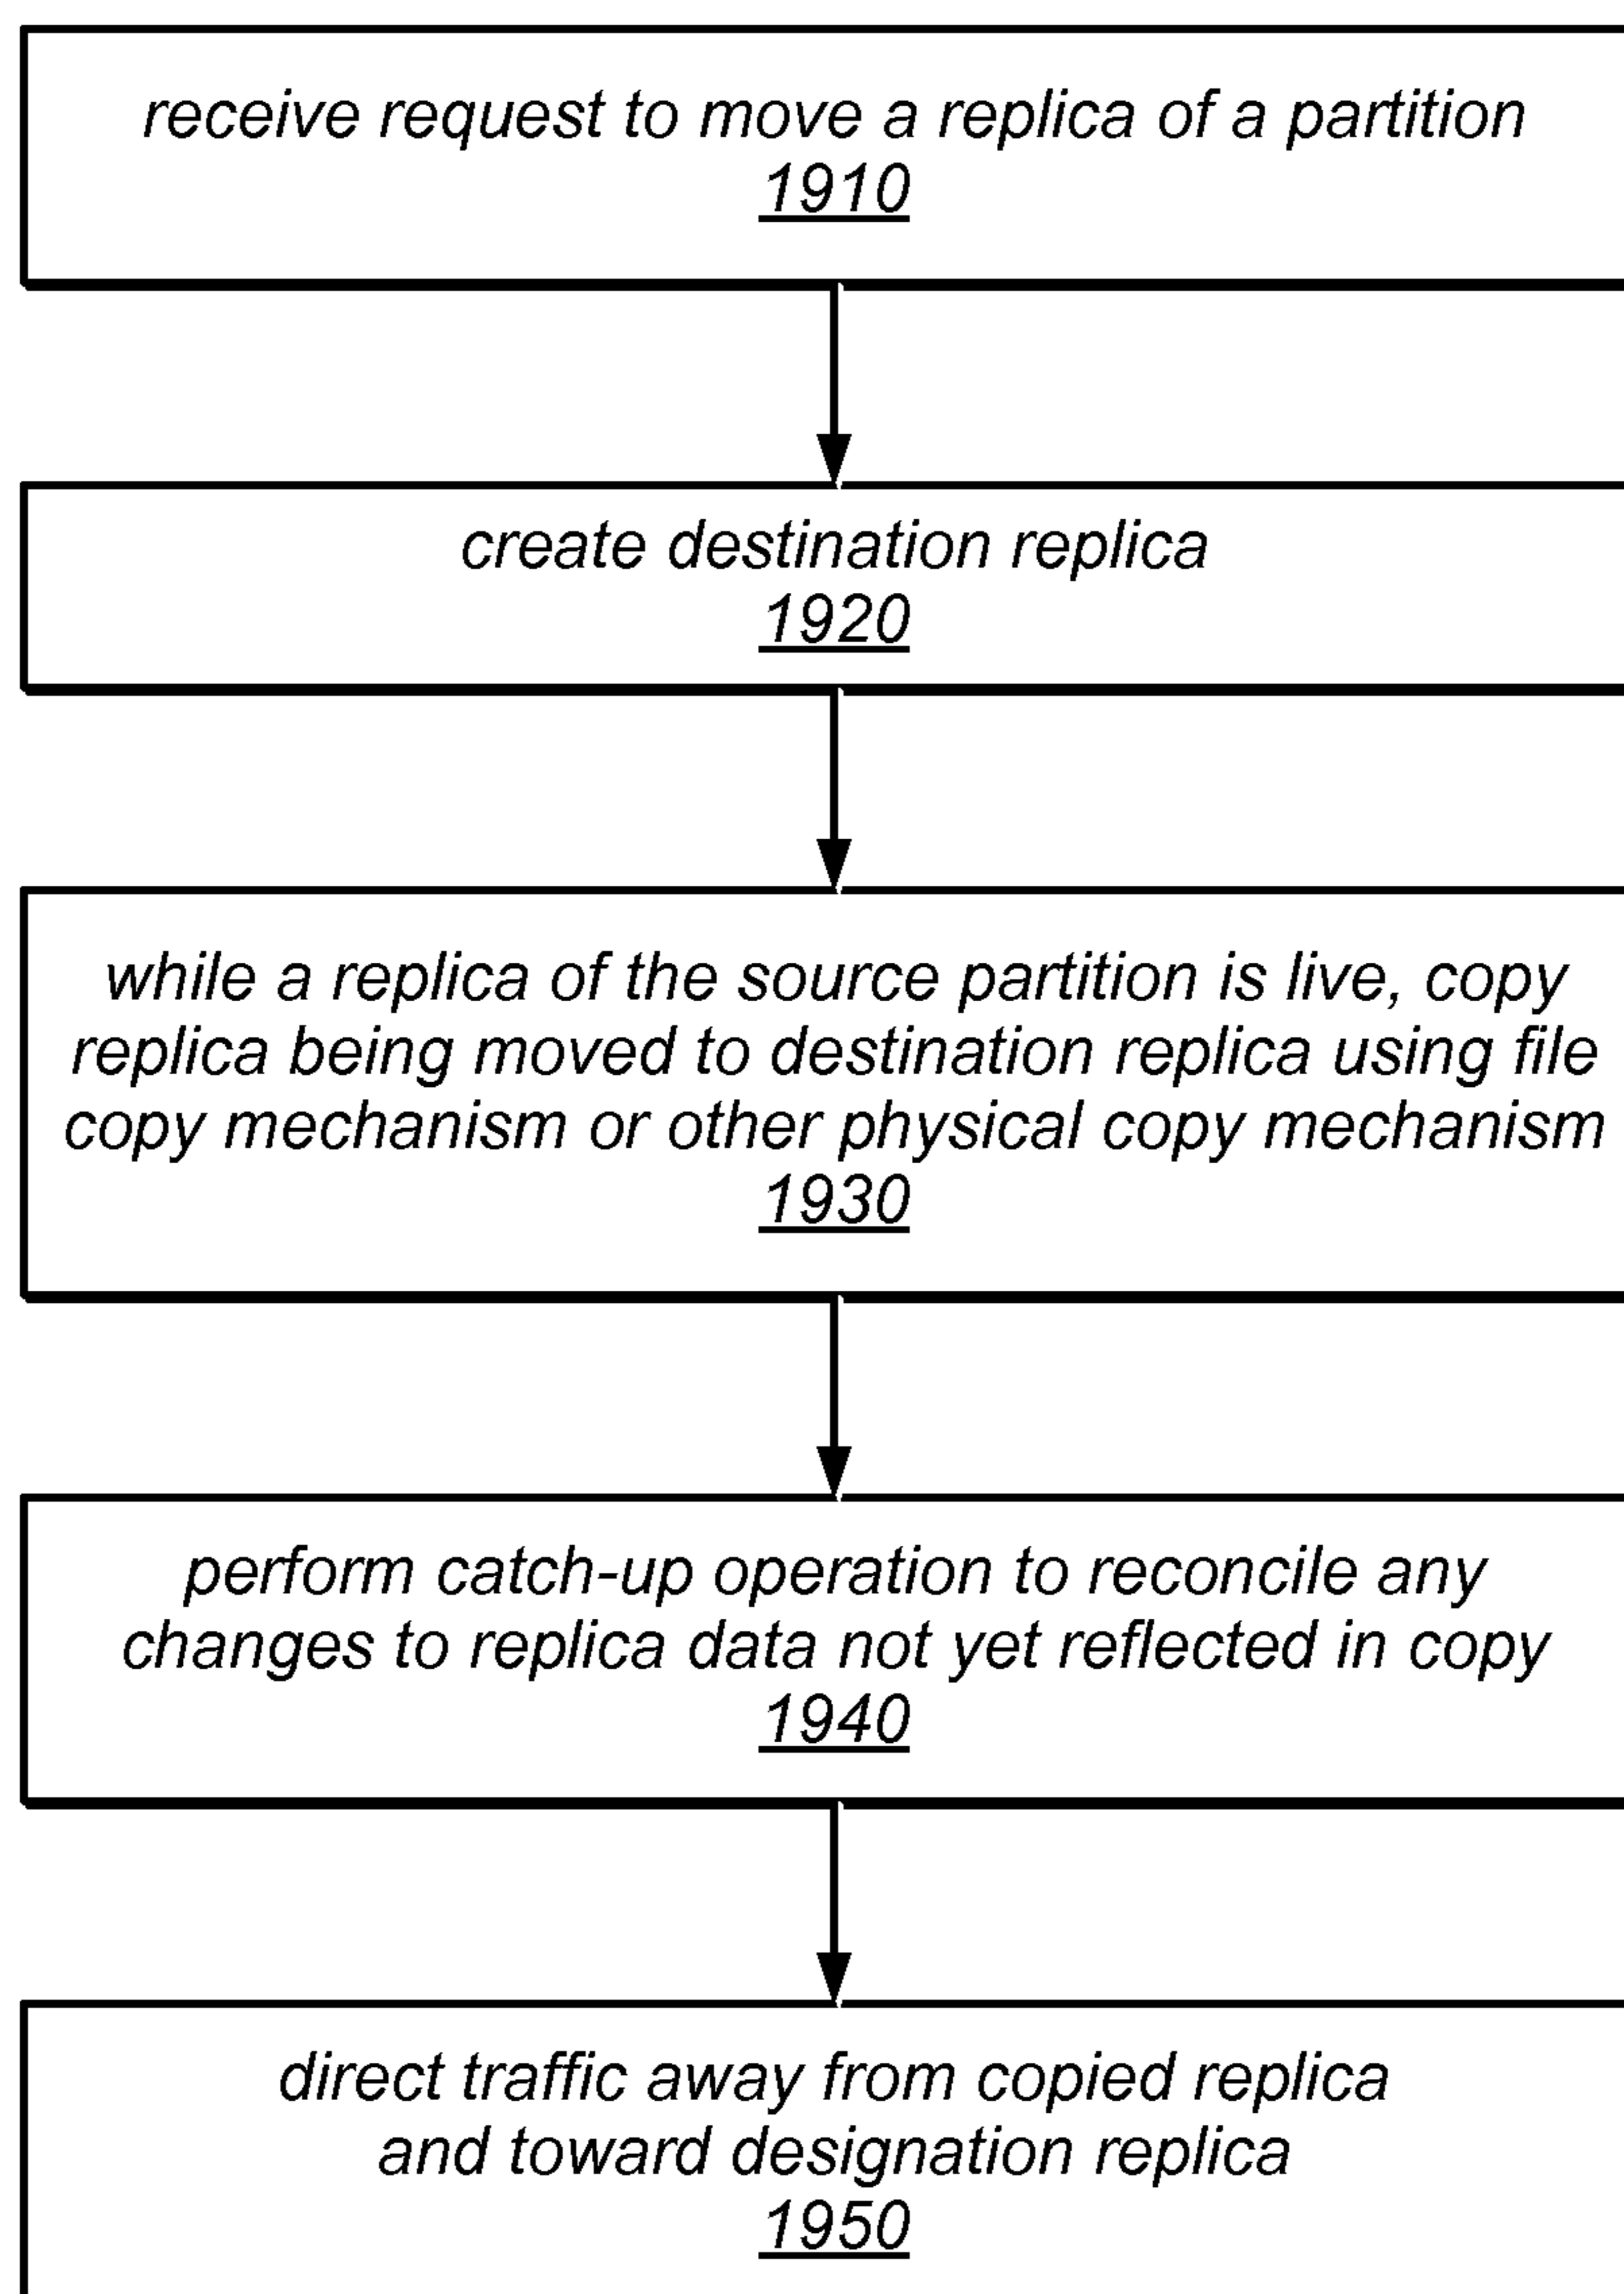 receive request to move a replica of a partition
1910
create destination replica
1920
while a replica of the source partition is live, copy
replica being moved to destination replica using file
copy mechanism or other physical copy mechanism
1930
perform catch-up operation to reconcile any
changes to replica data not yet reflected in copy
1940
direct traffic away from copied replica
and toward designation replica
1950